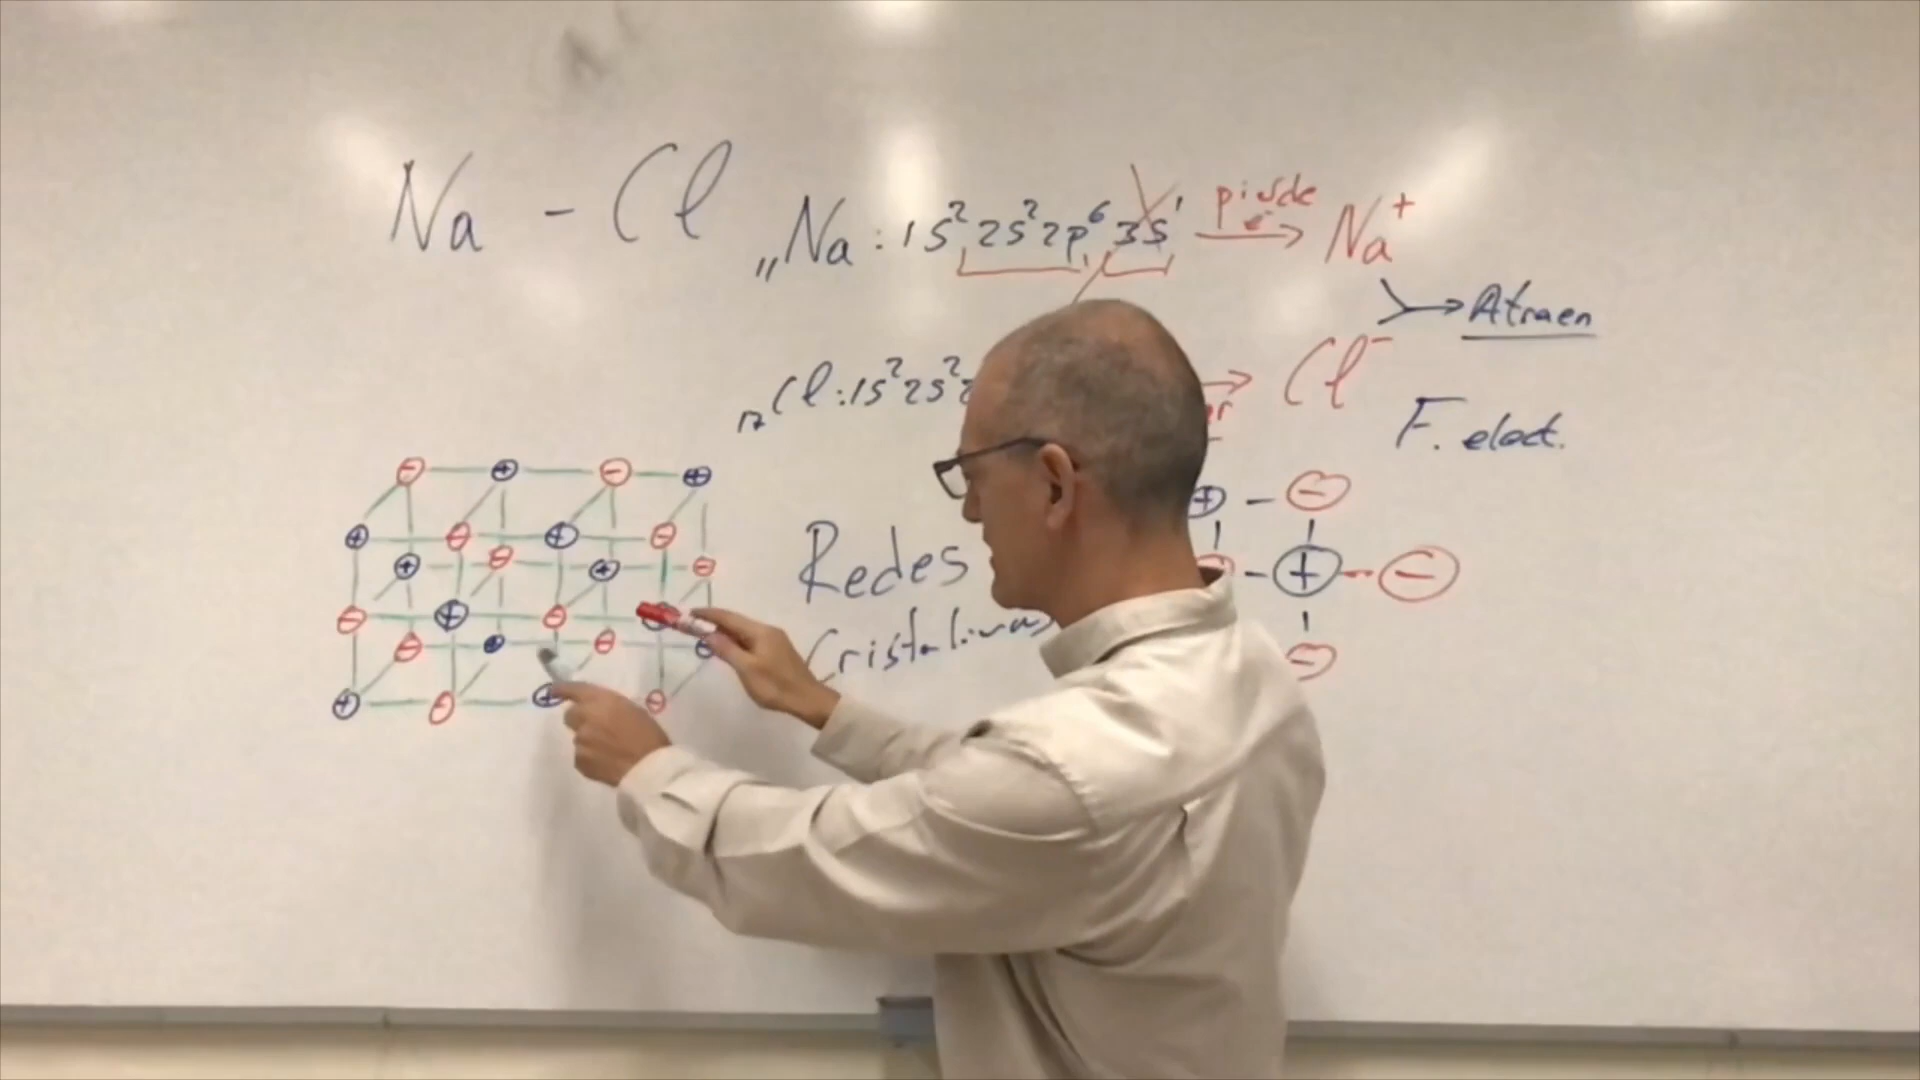 Na - Cl
₁₁Na : 1s² 2s² 2p⁶ 3s¹ pierde e⁻ → Na⁺
→ Atraen
₁₇Cl : 1s² 2s² → Cl⁻
F. elect.
Redes
Cristalinas